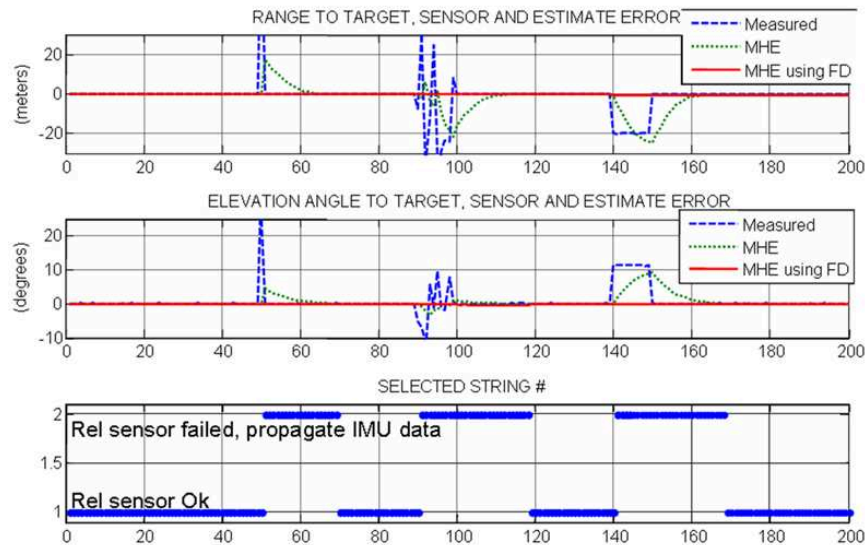 RANGE TO TARGET, SENSOR AND ESTIMATE ERROR
Measured
MHE
MHE using FD
(meters)
20
0
-20
0 20 40 60 80 100 120 140 160 180 200
ELEVATION ANGLE TO TARGET, SENSOR AND ESTIMATE ERROR
Measured
MHE
MHE using FD
(degrees)
20
10
0
-10
0 20 40 60 80 100 120 140 160 180 200
SELECTED STRING #
2
Rel sensor failed, propagate IMU data
1.5
Rel sensor Ok
1
0 20 40 60 80 100 120 140 160 180 200